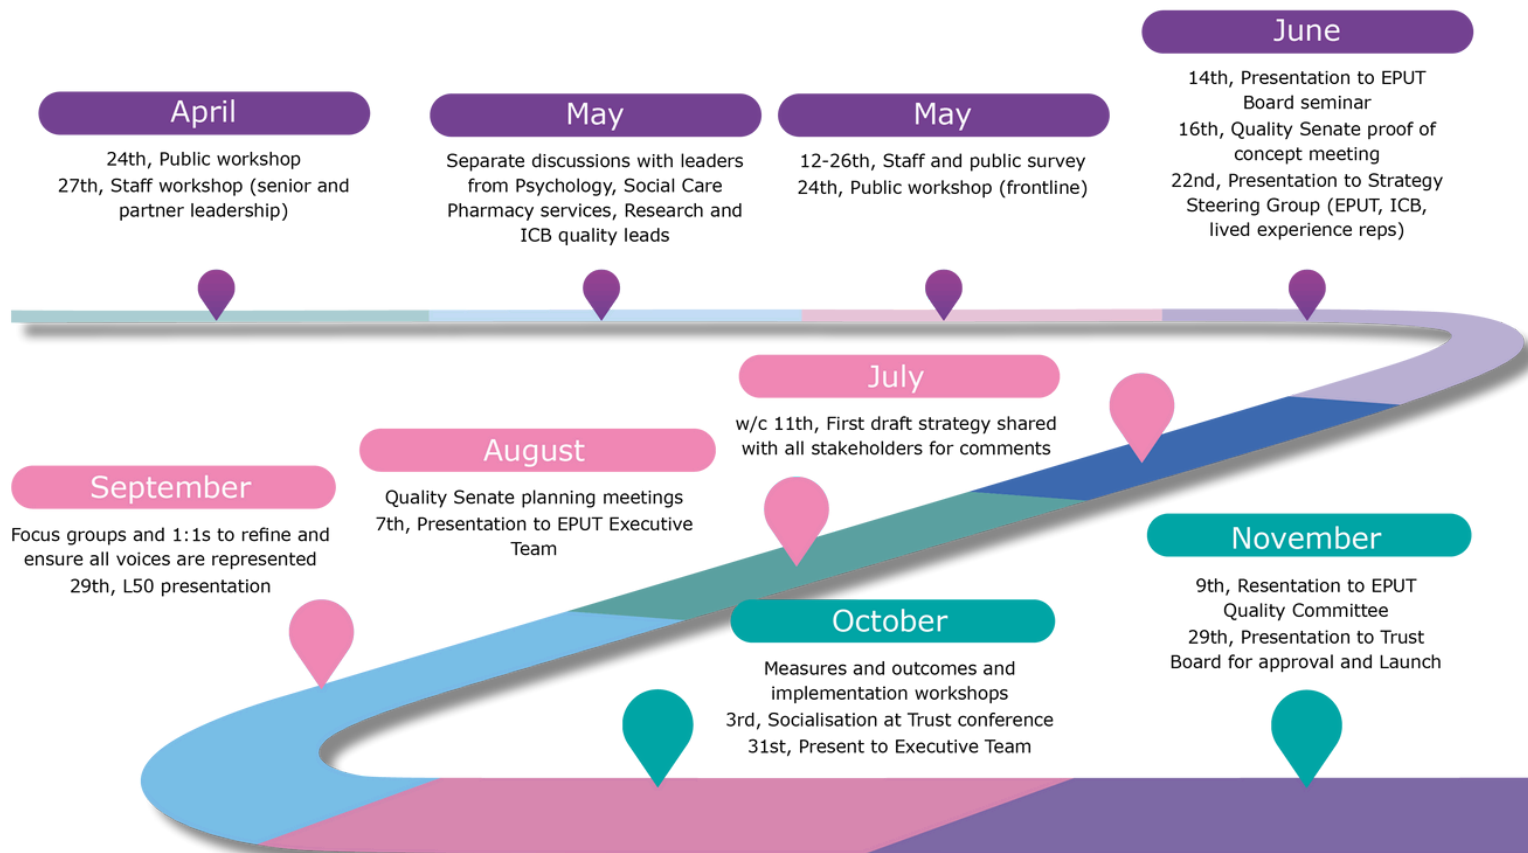 April
24th, Public workshop
27th, Staff workshop (senior and
partner leadership)
May
Separate discussions with leaders
from Psychology, Social Care
Pharmacy services, Research and
ICB quality leads
May
12-26th, Staff and public survey
24th, Public workshop (frontline)
June
14th, Presentation to EPUT
Board seminar
16th, Quality Senate proof of
concept meeting
22nd, Presentation to Strategy
Steering Group (EPUT, ICB,
lived experience reps)
July
w/c 11th, First draft strategy shared
with all stakeholders for comments
August
Quality Senate planning meetings
7th, Presentation to EPUT Executive
Team
September
Focus groups and 1:1s to refine and
ensure all voices are represented
29th, L50 presentation
October
Measures and outcomes and
implementation workshops
3rd, Socialisation at Trust conference
31st, Present to Executive Team
November
9th, Resentation to EPUT
Quality Committee
29th, Presentation to Trust
Board for approval and Launch